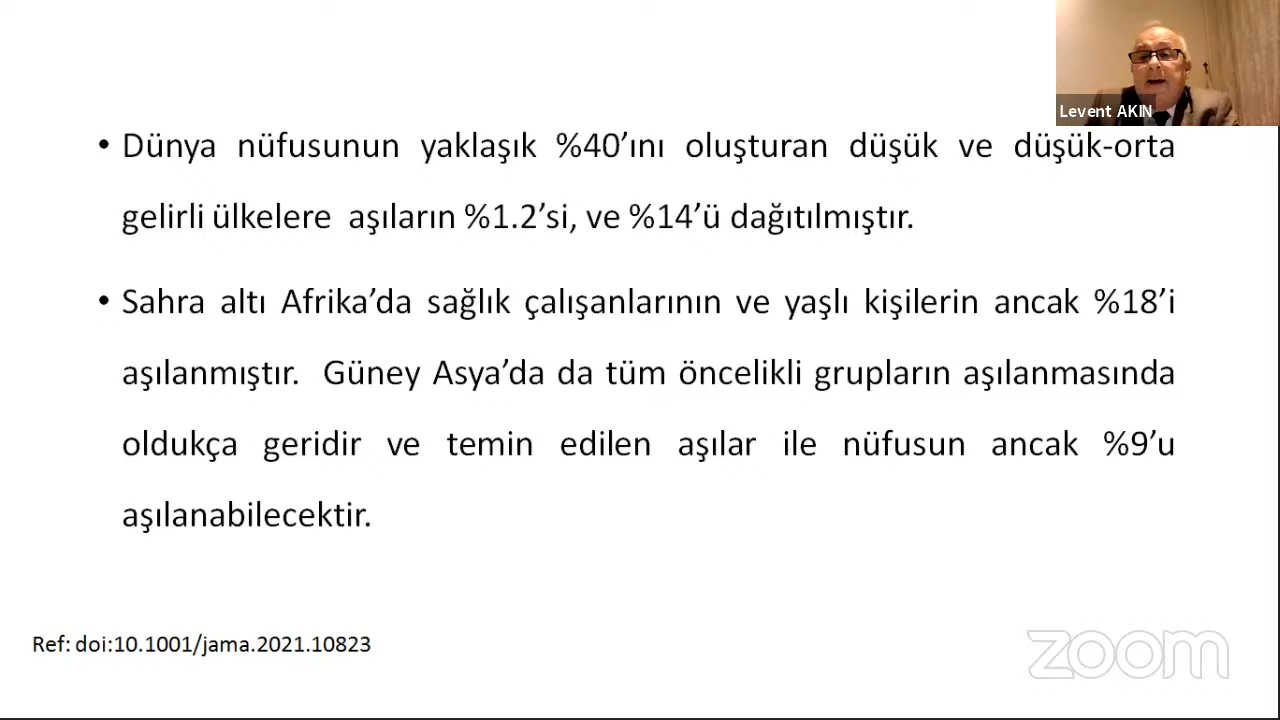 Levent AKIN
• Dünya nüfusunun yaklaşık %40’ını oluşturan düşük ve düşük-orta
gelirli ülkelere aşıların %1.2’si, ve %14’ü dağıtılmıştır.
• Sahra altı Afrika’da sağlık çalışanlarının ve yaşlı kişilerin ancak %18’i
aşılanmıştır. Güney Asya’da da tüm öncelikli grupların aşılanmasında
oldukça geridir ve temin edilen aşılar ile nüfusun ancak %9’u
aşılanabilecektir.
Ref: doi:10.1001/jama.2021.10823
zoom